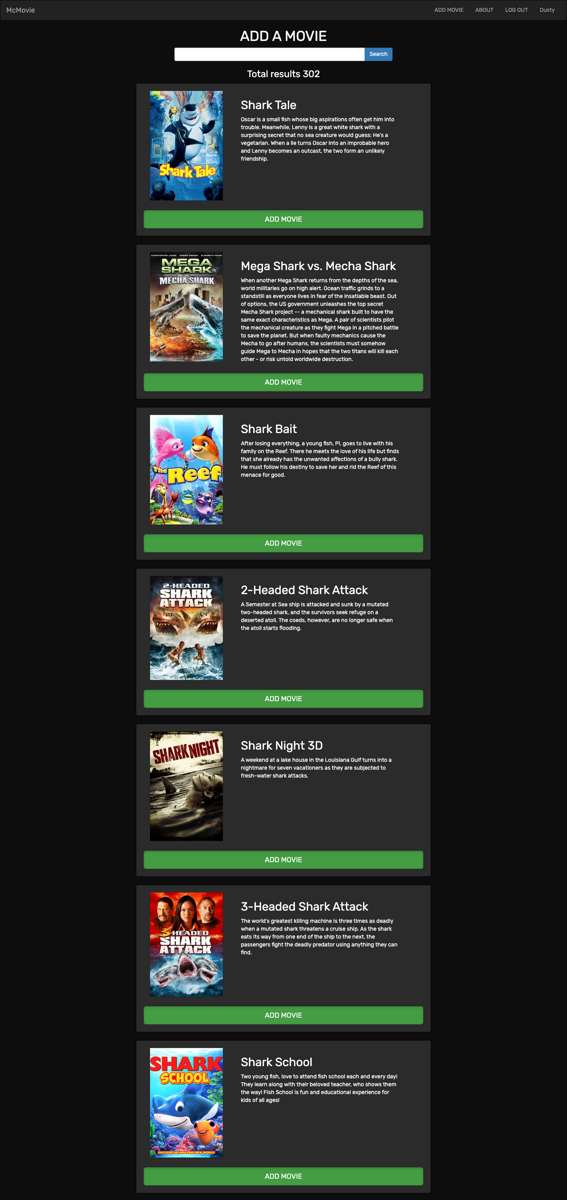 McMovie
ADD MOVIE ABOUT LOG OUT Dusty
ADD A MOVIE
Search
Total results 302
Shark Tale
Shark Tale
Oscar is a small fish whose big aspirations often get him into
trouble. Meanwhile, Lenny is a great white shark with a
surprising secret that no sea creature would guess: He's a
vegetarian. When a lie turns Oscar into an improbable hero
and Lenny becomes an outcast, the two form an unlikely
friendship.
ADD MOVIE
MEGA
SHARK
MECHA SHARK
Mega Shark vs. Mecha Shark
When another Mega Shark returns from the depths of the sea,
world militaries go on high alert. Ocean traffic grinds to a
standstill as everyone lives in fear of the insatiable beast. Out
of options, the US government unleashes the top secret
Mecha Shark project -- a mechanical shark built to have the
same exact characteristics as Mega. A pair of scientists pilot
the mechanical creature as they fight Mega in a pitched battle
to save the planet. But when faulty mechanics cause the
Mecha to go after humans, the scientists must somehow
guide Mega to Mecha in hopes that the two titans will kill each
other - or risk untold worldwide destruction.
ADD MOVIE
The
Reef
Shark Bait
After losing everything, a young fish, Pi, goes to live with his
family on the Reef. There he meets the love of his life but finds
that she already has the unwanted affections of a bully shark.
He must follow his destiny to save her and rid the Reef of this
menace for good.
ADD MOVIE
2-HEADED
SHARK
ATTACK
2-Headed Shark Attack
A Semester at Sea ship is attacked and sunk by a mutated
two-headed shark, and the survivors seek refuge on a
deserted atoll. The coeds, however, are no longer safe when
the atoll starts flooding.
ADD MOVIE
SHARK NIGHT
Shark Night 3D
A weekend at a lake house in the Louisiana Gulf turns into a
nightmare for seven vacationers as they are subjected to
fresh-water shark attacks.
ADD MOVIE
3-HEADED
SHARK
ATTACK
3-Headed Shark Attack
The world's greatest killing machine is three times as deadly
when a mutated shark threatens a cruise ship. As the shark
eats its way from one end of the ship to the next, the
passengers fight the deadly predator using anything they can
find.
ADD MOVIE
SHARK
SCHOOL
Shark School
Two young fish, love to attend fish school each and every day!
They learn along with their beloved teacher, who shows them
the way! Fish School is fun and educational experience for
kids of all ages!
ADD MOVIE